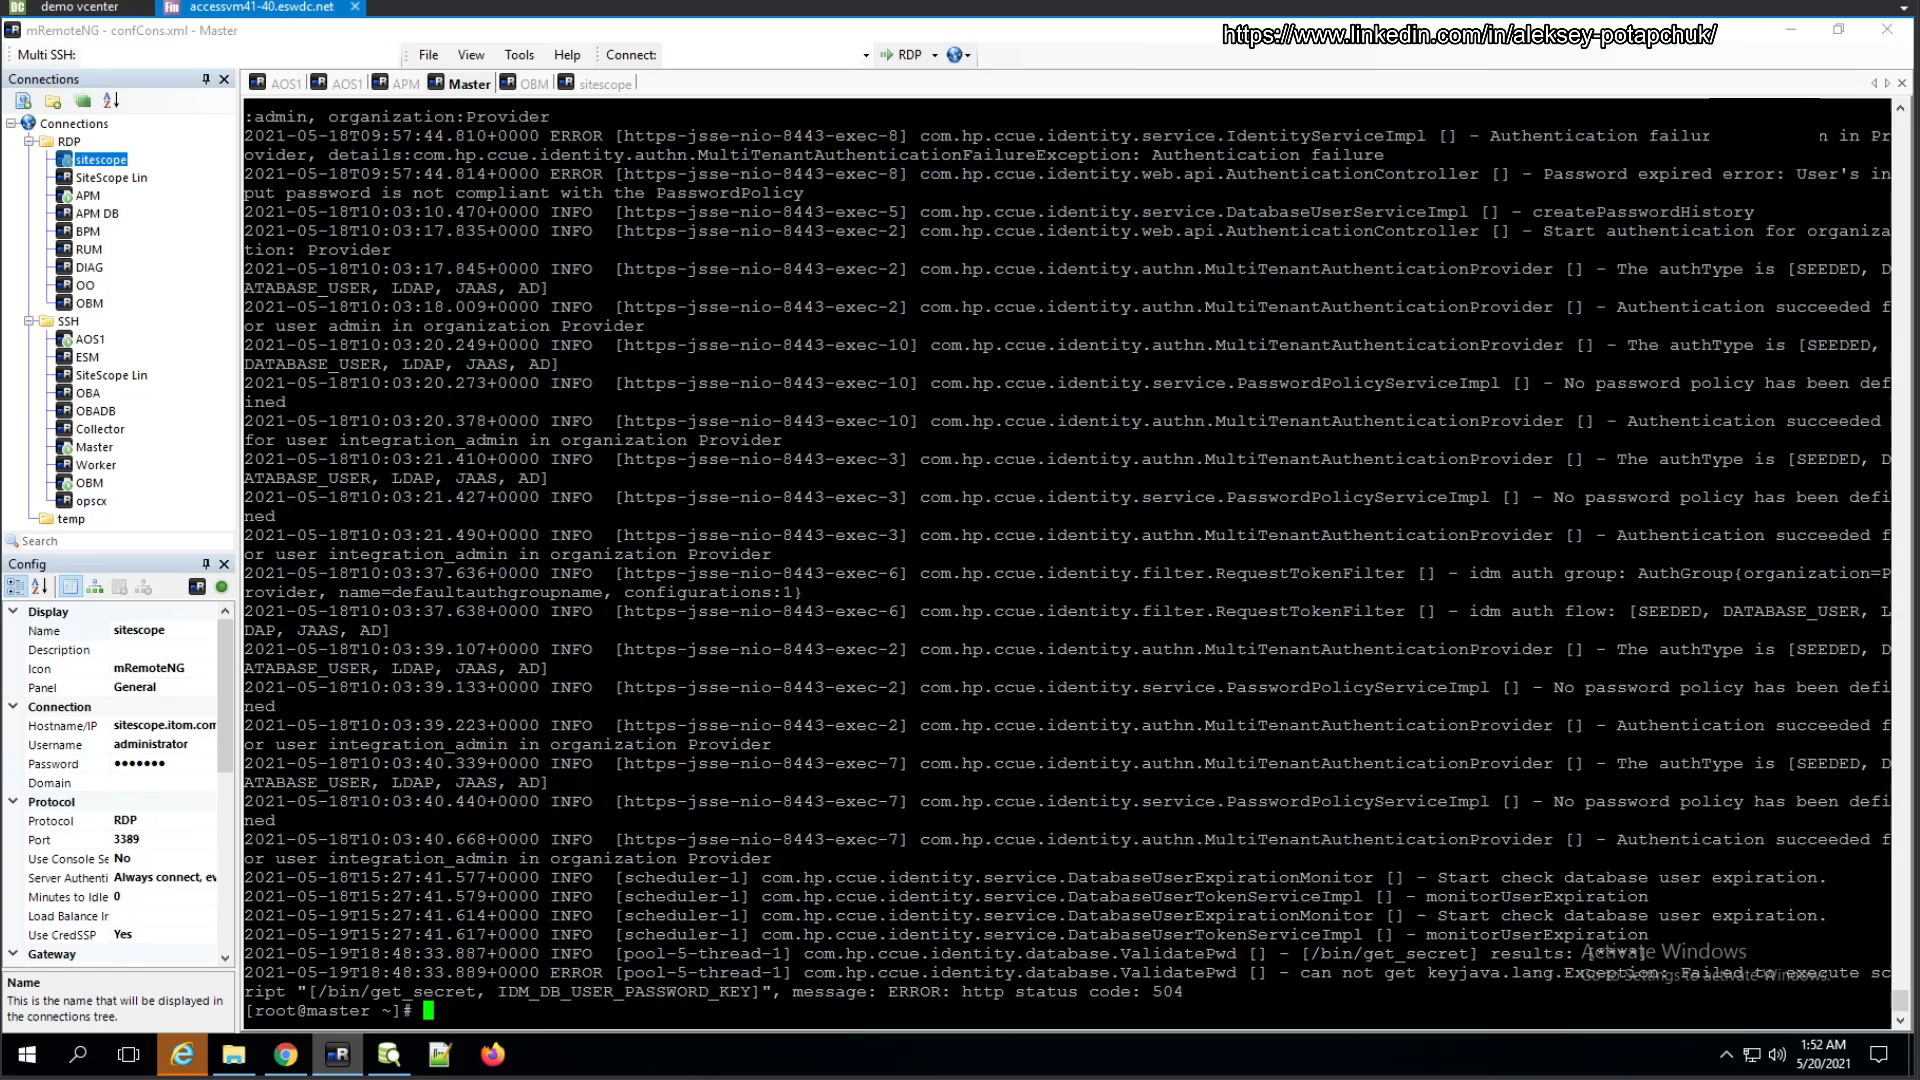 demo vcenter
accessvm41-40.eswdc.net
mRemoteNG - confCons.xml - Master
https://www.linkedin.com/in/aleksey-potapchuk/
Multi SSH:
File View Tools Help Connect: RDP
Connections
AOS1 AOS1 APM Master OBM sitescope
Connections
RDP
sitescope
SiteScope Lin
APM
APM DB
BPM
RUM
DIAG
OO
OBM
SSH
AOS1
ESM
SiteScope Lin
OBA
OBADB
Collector
Master
Worker
OBM
opscx
temp
Search
Config
Display
Name sitescope
Description
Icon mRemoteNG
Panel General
Connection
Hostname/IP sitescope.itom.com
Username administrator
Password •••••••
Domain
Protocol
Protocol RDP
Port 3389
Use Console Se No
Server Authenti Always connect, ev
Minutes to Idle 0
Load Balance Ir
Use CredSSP Yes
Gateway
Name
This is the name that will be displayed in
the connections tree.
:admin, organization:Provider
2021-05-18T09:57:44.810+0000 ERROR [https-jsse-nio-8443-exec-8] com.hp.ccue.identity.service.IdentityServiceImpl [] - Authentication failur n in Pr
ovider, details:com.hp.ccue.identity.authn.MultiTenantAuthenticationFailureException: Authentication failure
2021-05-18T09:57:44.814+0000 ERROR [https-jsse-nio-8443-exec-8] com.hp.ccue.identity.web.api.AuthenticationController [] - Password expired error: User's in
put password is not compliant with the PasswordPolicy
2021-05-18T10:03:10.470+0000 INFO [https-jsse-nio-8443-exec-5] com.hp.ccue.identity.service.DatabaseUserServiceImpl [] - createPasswordHistory
2021-05-18T10:03:17.835+0000 INFO [https-jsse-nio-8443-exec-2] com.hp.ccue.identity.web.api.AuthenticationController [] - Start authentication for organiza
tion: Provider
2021-05-18T10:03:17.845+0000 INFO [https-jsse-nio-8443-exec-2] com.hp.ccue.identity.authn.MultiTenantAuthenticationProvider [] - The authType is [SEEDED, D
ATABASE_USER, LDAP, JAAS, AD]
2021-05-18T10:03:18.009+0000 INFO [https-jsse-nio-8443-exec-2] com.hp.ccue.identity.authn.MultiTenantAuthenticationProvider [] - Authentication succeeded f
or user admin in organization Provider
2021-05-18T10:03:20.249+0000 INFO [https-jsse-nio-8443-exec-10] com.hp.ccue.identity.authn.MultiTenantAuthenticationProvider [] - The authType is [SEEDED,
DATABASE_USER, LDAP, JAAS, AD]
2021-05-18T10:03:20.273+0000 INFO [https-jsse-nio-8443-exec-10] com.hp.ccue.identity.service.PasswordPolicyServiceImpl [] - No password policy has been def
ined
2021-05-18T10:03:20.378+0000 INFO [https-jsse-nio-8443-exec-10] com.hp.ccue.identity.authn.MultiTenantAuthenticationProvider [] - Authentication succeeded
for user integration_admin in organization Provider
2021-05-18T10:03:21.410+0000 INFO [https-jsse-nio-8443-exec-3] com.hp.ccue.identity.authn.MultiTenantAuthenticationProvider [] - The authType is [SEEDED, D
ATABASE_USER, LDAP, JAAS, AD]
2021-05-18T10:03:21.427+0000 INFO [https-jsse-nio-8443-exec-3] com.hp.ccue.identity.service.PasswordPolicyServiceImpl [] - No password policy has been defi
ned
2021-05-18T10:03:21.490+0000 INFO [https-jsse-nio-8443-exec-3] com.hp.ccue.identity.authn.MultiTenantAuthenticationProvider [] - Authentication succeeded f
or user integration_admin in organization Provider
2021-05-18T10:03:37.636+0000 INFO [https-jsse-nio-8443-exec-6] com.hp.ccue.identity.filter.RequestTokenFilter [] - idm auth group: AuthGroup{organization=P
rovider, name=defaultauthgroupname, configurations:1}
2021-05-18T10:03:37.638+0000 INFO [https-jsse-nio-8443-exec-6] com.hp.ccue.identity.filter.RequestTokenFilter [] - idm auth flow: [SEEDED, DATABASE_USER, L
DAP, JAAS, AD]
2021-05-18T10:03:39.107+0000 INFO [https-jsse-nio-8443-exec-2] com.hp.ccue.identity.authn.MultiTenantAuthenticationProvider [] - The authType is [SEEDED, D
ATABASE_USER, LDAP, JAAS, AD]
2021-05-18T10:03:39.133+0000 INFO [https-jsse-nio-8443-exec-2] com.hp.ccue.identity.service.PasswordPolicyServiceImpl [] - No password policy has been defi
ned
2021-05-18T10:03:39.223+0000 INFO [https-jsse-nio-8443-exec-2] com.hp.ccue.identity.authn.MultiTenantAuthenticationProvider [] - Authentication succeeded f
or user integration_admin in organization Provider
2021-05-18T10:03:40.339+0000 INFO [https-jsse-nio-8443-exec-7] com.hp.ccue.identity.authn.MultiTenantAuthenticationProvider [] - The authType is [SEEDED, D
ATABASE_USER, LDAP, JAAS, AD]
2021-05-18T10:03:40.440+0000 INFO [https-jsse-nio-8443-exec-7] com.hp.ccue.identity.service.PasswordPolicyServiceImpl [] - No password policy has been defi
ned
2021-05-18T10:03:40.668+0000 INFO [https-jsse-nio-8443-exec-7] com.hp.ccue.identity.authn.MultiTenantAuthenticationProvider [] - Authentication succeeded f
or user integration_admin in organization Provider
2021-05-18T15:27:41.577+0000 INFO [scheduler-1] com.hp.ccue.identity.service.DatabaseUserExpirationMonitor [] - Start check database user expiration.
2021-05-18T15:27:41.579+0000 INFO [scheduler-1] com.hp.ccue.identity.service.DatabaseUserTokenServiceImpl [] - monitorUserExpiration
2021-05-19T15:27:41.614+0000 INFO [scheduler-1] com.hp.ccue.identity.service.DatabaseUserExpirationMonitor [] - Start check database user expiration.
2021-05-19T15:27:41.617+0000 INFO [scheduler-1] com.hp.ccue.identity.service.DatabaseUserTokenServiceImpl [] - monitorUserExpiration
2021-05-19T18:48:33.887+0000 INFO [pool-5-thread-1] com.hp.ccue.identity.database.ValidatePwd [] - [/bin/get_secret] results:
2021-05-19T18:48:33.889+0000 ERROR [pool-5-thread-1] com.hp.ccue.identity.database.ValidatePwd [] - can not get keyjava.lang.Exception: Failed to execute sc
ript "[/bin/get_secret, IDM_DB_USER_PASSWORD_KEY]", message: ERROR: http status code: 504
[root@master ~]#
Activate Windows
Go to Settings to activate Windows.
1:52 AM
5/20/2021